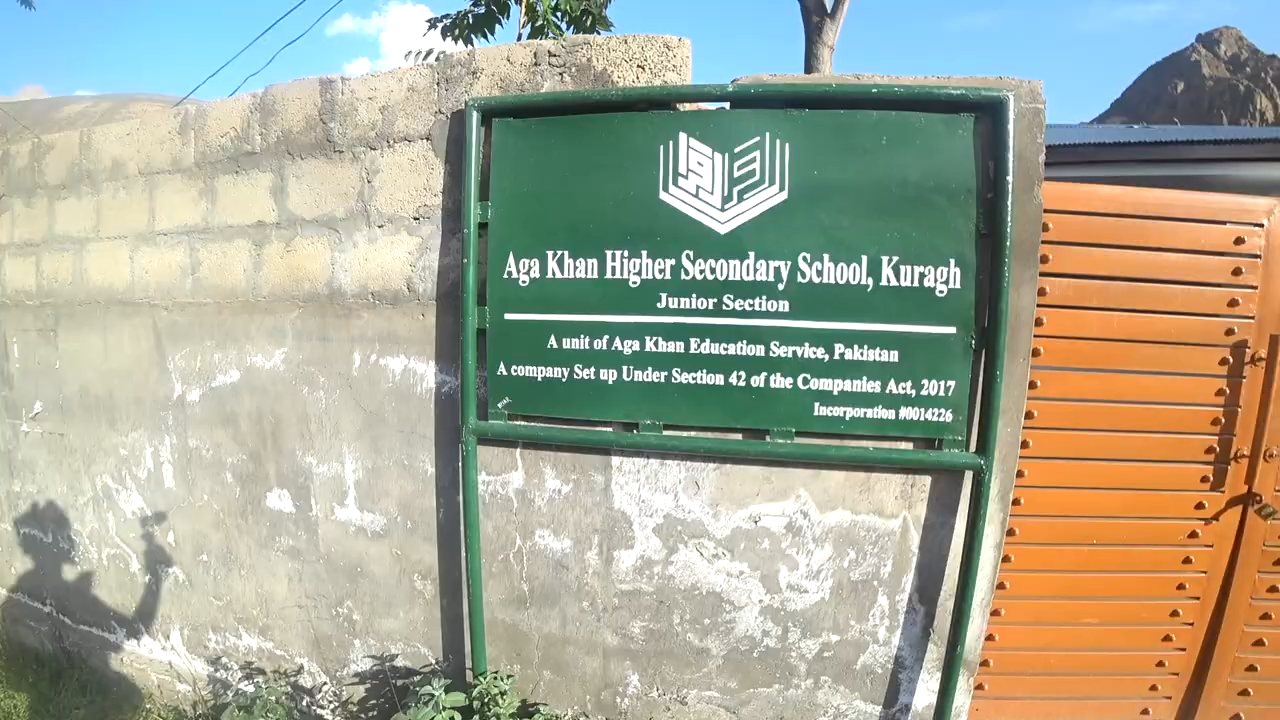 Aga Khan Higher Secondary School, Kuragh
Junior Section
A unit of Aga Khan Education Service, Pakistan
A company Set up Under Section 42 of the Companies Act, 2017
Incorporation #0014226